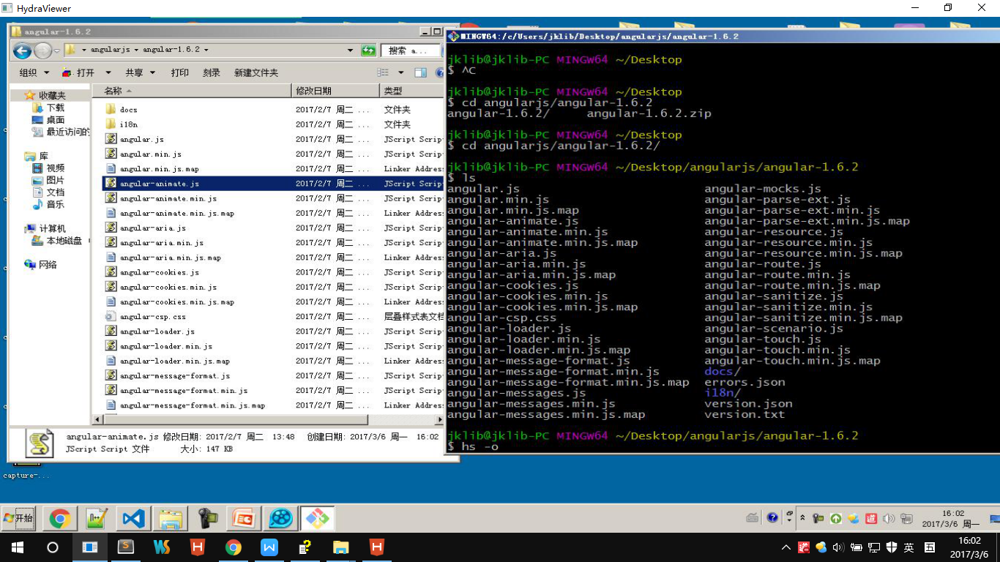 HydraViewer
angular-1.6.2
angularjs
angular-1.6.2
搜索 a...
组织
打开
共享
打印
刻录
新建文件夹
收藏夹
下载
桌面
最近访问的
库
视频
图片
文档
音乐
计算机
本地磁盘
网络
名称 修改日期 类型
docs 2017/2/7 周二 ... 文件夹
i18n 2017/2/7 周二 ... 文件夹
angular.js 2017/2/7 周二 ... JScript Scrip
angular.min.js 2017/2/7 周二 ... JScript Scrip
angular.min.js.map 2017/2/7 周二 ... Linker Addres
angular-animate.js 2017/2/7 周二 ... JScript Scrip
angular-animate.min.js 2017/2/7 周二 ... JScript Scrip
angular-animate.min.js.map 2017/2/7 周二 ... Linker Addres
angular-aria.js 2017/2/7 周二 ... JScript Scrip
angular-aria.min.js 2017/2/7 周二 ... JScript Scrip
angular-aria.min.js.map 2017/2/7 周二 ... Linker Addres
angular-cookies.js 2017/2/7 周二 ... JScript Scrip
angular-cookies.min.js 2017/2/7 周二 ... JScript Scrip
angular-cookies.min.js.map 2017/2/7 周二 ... Linker Addres
angular-csp.css 2017/2/7 周二 ... 层叠样式表文档
angular-loader.js 2017/2/7 周二 ... JScript Scrip
angular-loader.min.js 2017/2/7 周二 ... JScript Scrip
angular-loader.min.js.map 2017/2/7 周二 ... Linker Addres
angular-message-format.js 2017/2/7 周二 ... JScript Scrip
angular-message-format.min.js 2017/2/7 周二 ... JScript Scrip
angular-message-format.min.js.map 2017/2/7 周二 ... Linker Addres
angular-animate.js 修改日期: 2017/2/7 周二 13:48 创建日期: 2017/3/6 周一 16:02
JScript Script 文件 大小: 147 KB
MINGW64:/c/Users/jklib/Desktop/angularjs/angular-1.6.2
jklib@jklib-PC MINGW64 ~/Desktop
$ ^C
jklib@jklib-PC MINGW64 ~/Desktop
$ cd angularjs/angular-1.6.2
angular-1.6.2/ angular-1.6.2.zip
jklib@jklib-PC MINGW64 ~/Desktop
$ cd angularjs/angular-1.6.2/
jklib@jklib-PC MINGW64 ~/Desktop/angularjs/angular-1.6.2
$ ls
angular.js angular-mocks.js
angular.min.js angular-parse-ext.js
angular.min.js.map angular-parse-ext.min.js
angular-animate.js angular-parse-ext.min.js.map
angular-animate.min.js angular-resource.js
angular-animate.min.js.map angular-resource.min.js
angular-aria.js angular-resource.min.js.map
angular-aria.min.js angular-route.js
angular-aria.min.js.map angular-route.min.js
angular-cookies.js angular-route.min.js.map
angular-cookies.min.js angular-sanitize.js
angular-cookies.min.js.map angular-sanitize.min.js
angular-csp.css angular-sanitize.min.js.map
angular-loader.js angular-scenario.js
angular-loader.min.js angular-touch.js
angular-loader.min.js.map angular-touch.min.js
angular-message-format.js angular-touch.min.js.map
angular-message-format.min.js docs/
angular-message-format.min.js.map errors.json
angular-messages.js i18n/
angular-messages.min.js version.json
angular-messages.min.js.map version.txt
jklib@jklib-PC MINGW64 ~/Desktop/angularjs/angular-1.6.2
$ hs -o
capture-...
开始
16:02
2017/3/6 周一
英
16:02
2017/3/6